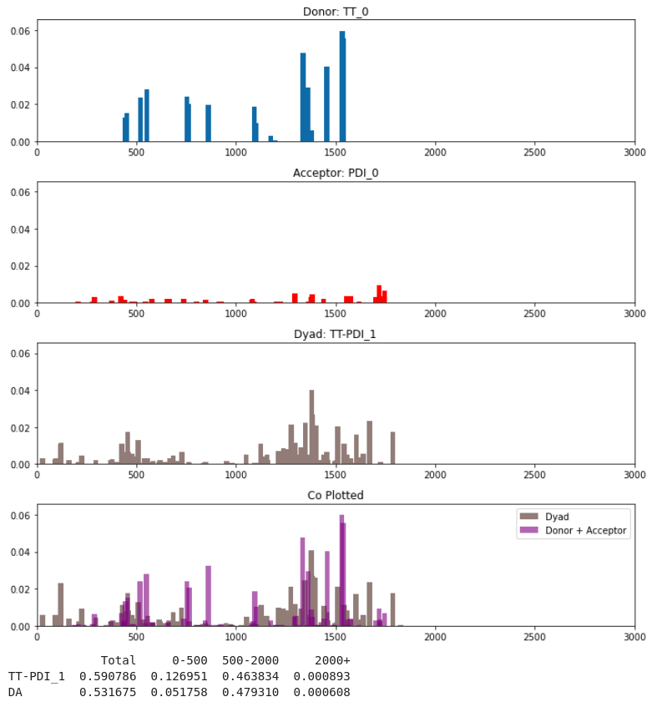 Donor: TT_0
0.06
0.04
0.02
0.00
0 500 1000 1500 2000 2500 3000
Acceptor: PDI_0
0.06
0.04
0.02
0.00
0 500 1000 1500 2000 2500 3000
Dyad: TT-PDI_1
0.06
0.04
0.02
0.00
0 500 1000 1500 2000 2500 3000
Co Plotted
0.06
0.04
0.02
0.00
Dyad
Donor + Acceptor
0 500 1000 1500 2000 2500 3000
Total 0-500 500-2000 2000+
TT-PDI_1 0.590786 0.126951 0.463834 0.000893
DA 0.531675 0.051758 0.479310 0.000608